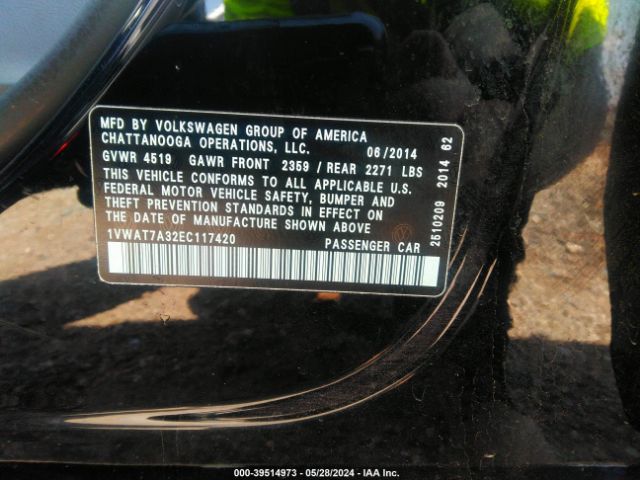 MFD BY VOLKSWAGEN GROUP OF AMERICA
CHATTANOOGA OPERATIONS, LLC. 06/2014
GVWR 4519 GAWR FRONT 2359 / REAR 2271 LBS
THIS VEHICLE CONFORMS TO ALL APPLICABLE U.S.
FEDERAL MOTOR VEHICLE SAFETY, BUMPER AND
THEFT PREVENTION STANDARDS IN EFFECT ON
THE DATE OF MANUFACTURE SHOWN ABOVE
1VWAT7A32EC117420 PASSENGER CAR
2510209 2014 62
000-39514973 - 05/28/2024 - IAA Inc.